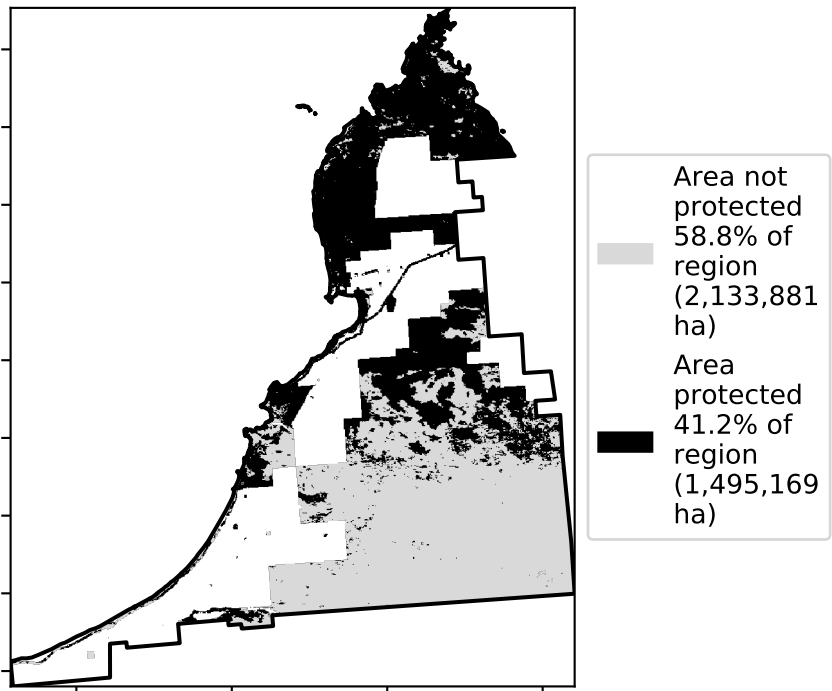 Area not
protected
58.8% of
region
(2,133,881
ha)
Area
protected
41.2% of
region
(1,495,169
ha)